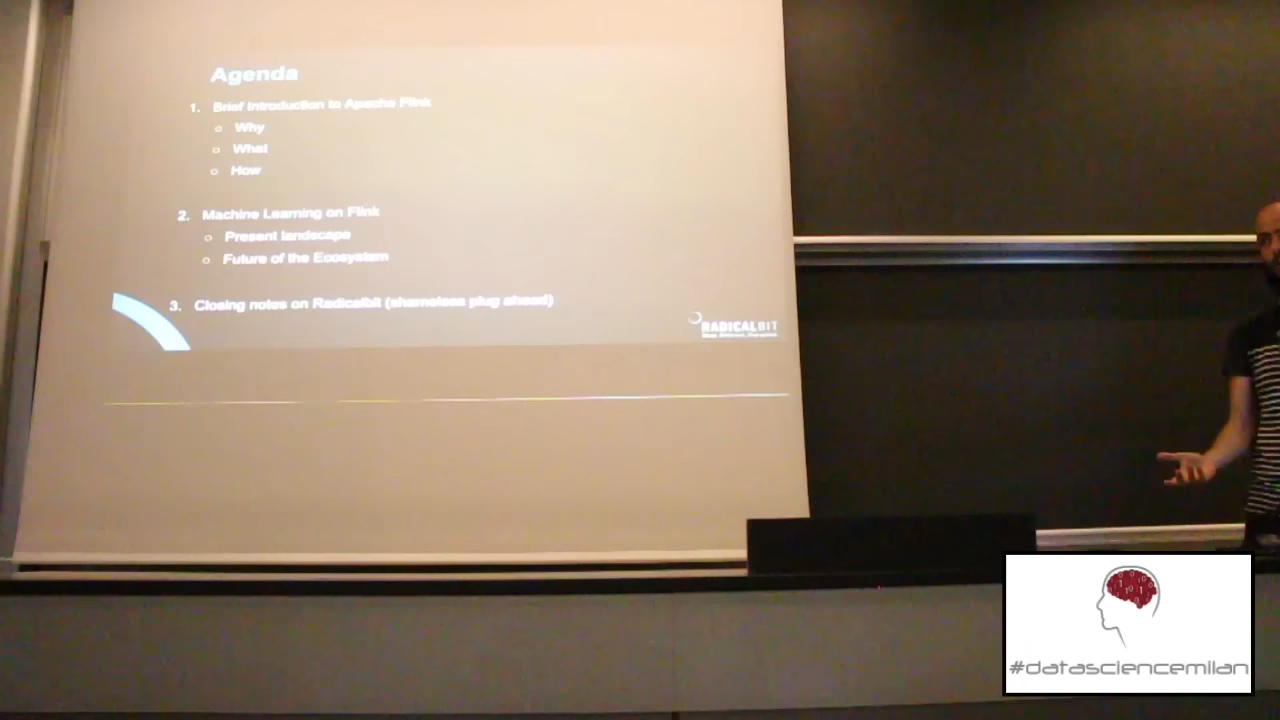 Agenda
1. Brief Introduction to Apache Flink
o Why
o What
o How
2. Machine Learning on Flink
o Present landscape
o Future of the Ecosystem
3. Closing notes on Radicalbit (shameless plug ahead)
RADICALBIT
#datasciencemilan